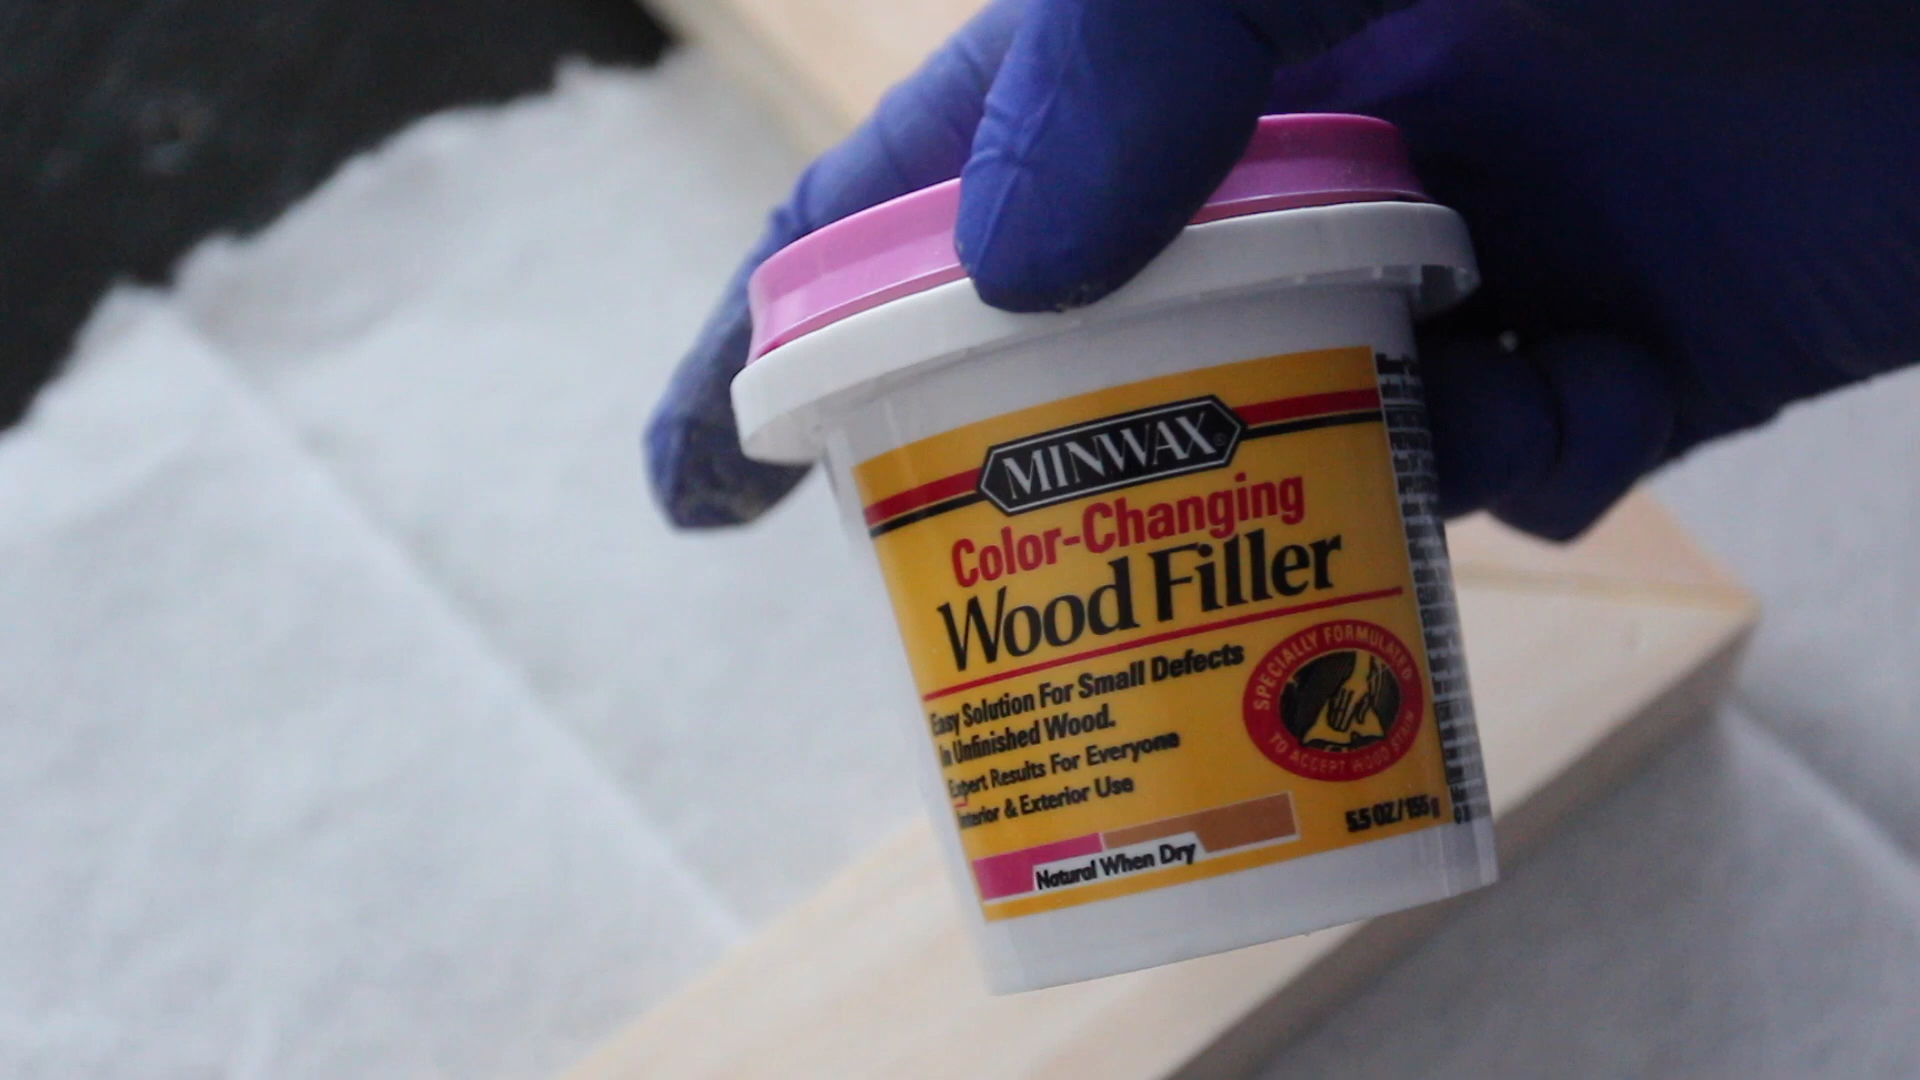 MINWAX®
Color-Changing
Wood Filler
Easy Solution For Small Defects
In Unfinished Wood.
Expert Results For Everyone
Interior & Exterior Use
SPECIALLY FORMULATED
TO ACCEPT WOOD STAIN
5.5 OZ/155g
Natural When Dry